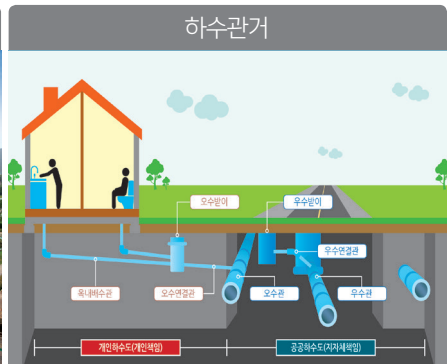 하수관거
오수받이
우수받이
우수연결관
옥내배수관
오수연결관
오수관
우수관
개인하수도(개인책임)
공공하수도(지자체책임)